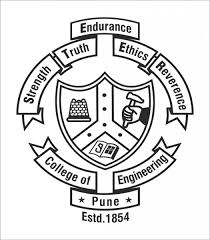 Endurance
Truth
Ethics
Strength
Reverence
College of
Engineering
* Pune *
Estd.1854